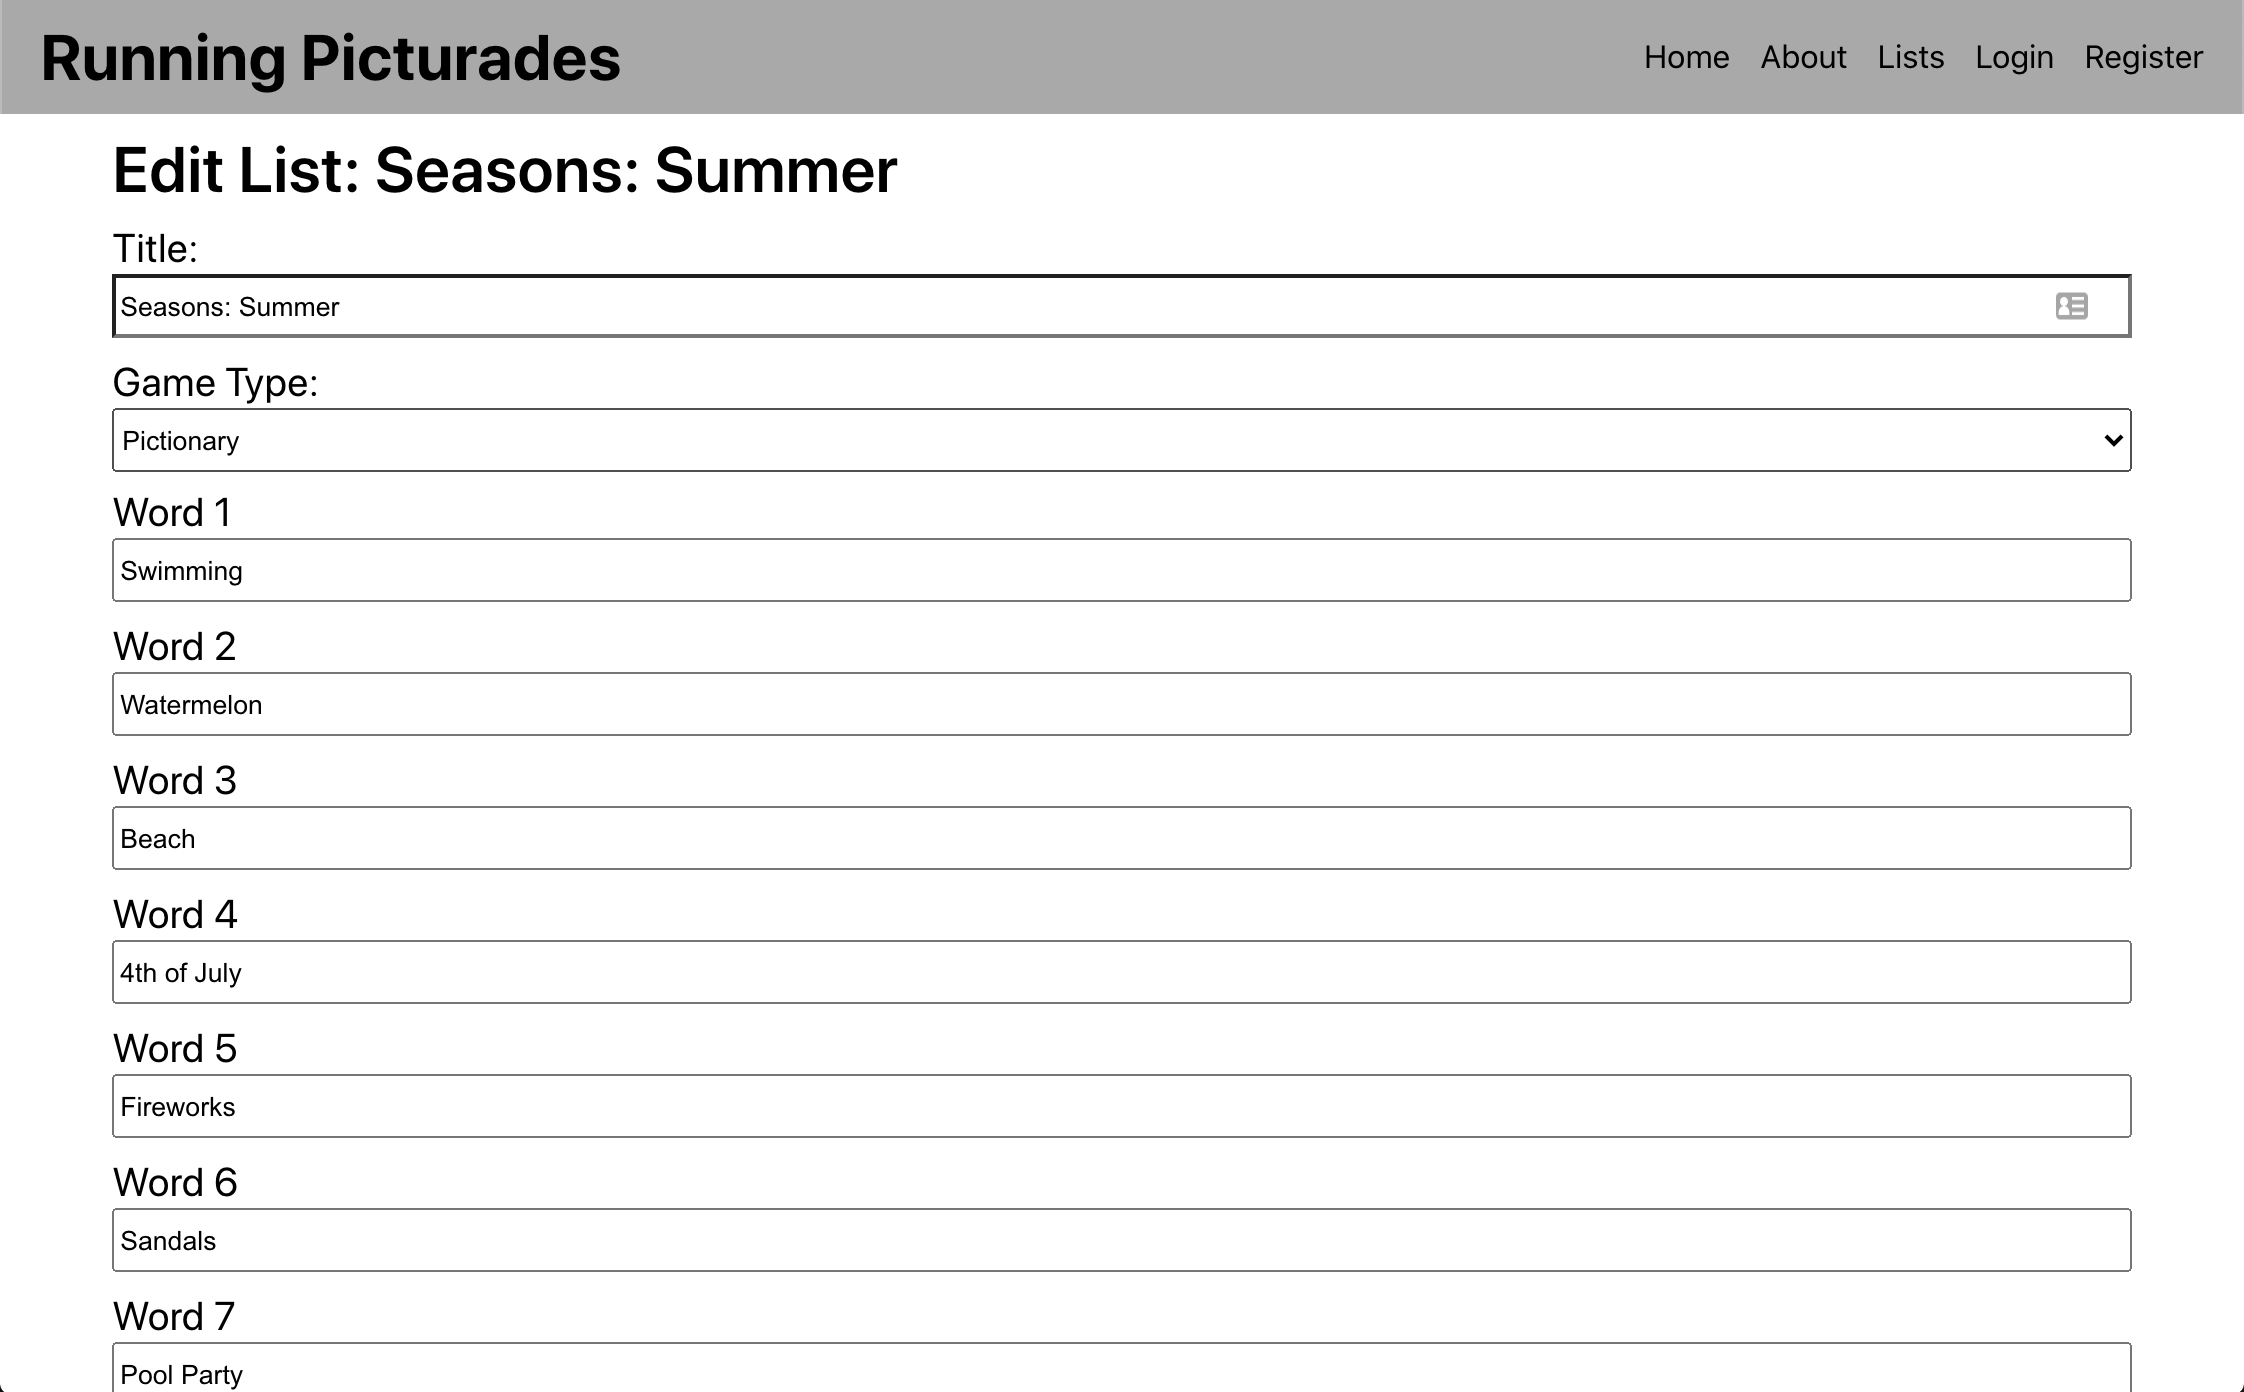 Running Picturades
Home About Lists Login Register
Edit List: Seasons: Summer
Title:
Seasons: Summer
Game Type:
Pictionary
Word 1
Swimming
Word 2
Watermelon
Word 3
Beach
Word 4
4th of July
Word 5
Fireworks
Word 6
Sandals
Word 7
Pool Party